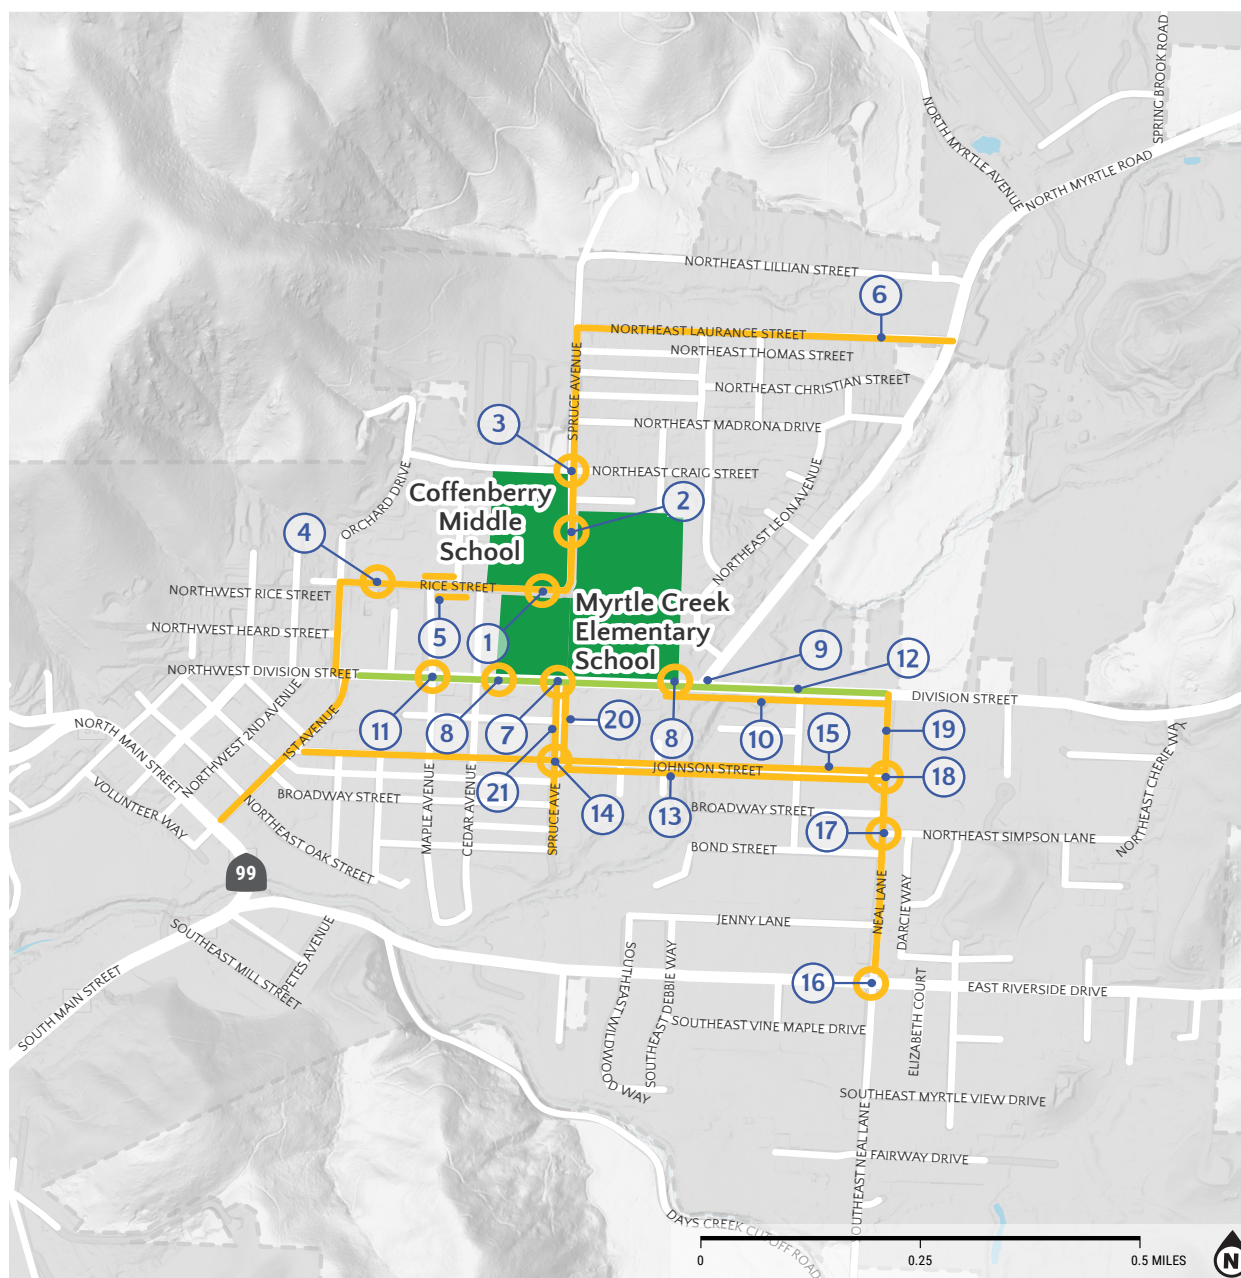 SPRING BROOK ROAD
NORTH MYRTLE AVENUE
NORTH MYRTLE ROAD
NORTHEAST LILLIAN STREET
6
NORTHEAST LAURANCE STREET
NORTHEAST THOMAS STREET
SPRUCE AVENUE
NORTHEAST CHRISTIAN STREET
3
NORTHEAST MADRONA DRIVE
NORTHEAST CRAIG STREET
ORCHARD DRIVE
Coffenberry
Middle
School
2
4
NORTHEAST LEON AVENUE
RICE STREET
NORTHWEST RICE STREET
Myrtle Creek
Elementary
School
5
1
NORTHWEST HEARD STREET
9
12
NORTHWEST DIVISION STREET
DIVISION STREET
11
8
7
20
8
10
15
19
NORTHWEST 2ND AVENUE
1ST AVENUE
NORTH MAIN STREET
JOHNSON STREET
18
NORTHEAST CHERIE WAY
VOLUNTEER WAY
BROADWAY STREET
21
14
13
BROADWAY STREET
17
NORTHEAST SIMPSON LANE
MAPLE AVENUE
CEDAR AVENUE
SPRUCE AVE
NORTHEAST OAK STREET
BOND STREET
99
NEAL LANE
DARCIE WAY
JENNY LANE
SOUTHEAST MILL STREET
PETES AVENUE
SOUTH MAIN STREET
SOUTHEAST WILDWOOD WAY
SOUTHEAST DEBBIE WAY
16
EAST RIVERSIDE DRIVE
ELIZABETH COURT
SOUTHEAST VINE MAPLE DRIVE
SOUTHEAST MYRTLE VIEW DRIVE
FAIRWAY DRIVE
OUTHEAST NEAL LANE
DAYS CREEK CUTOFF ROAD
0
0.25
0.5 MILES
N